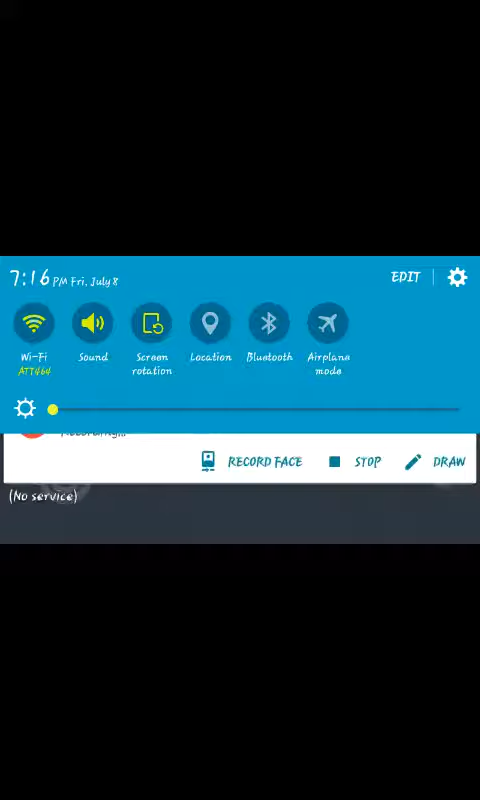 7:16 PM Fri, July 8 EDIT
Wi-Fi Sound Screen rotation Location Bluetooth Airplane mode
ATT464
Recording...
RECORD FACE STOP DRAW
(No service)